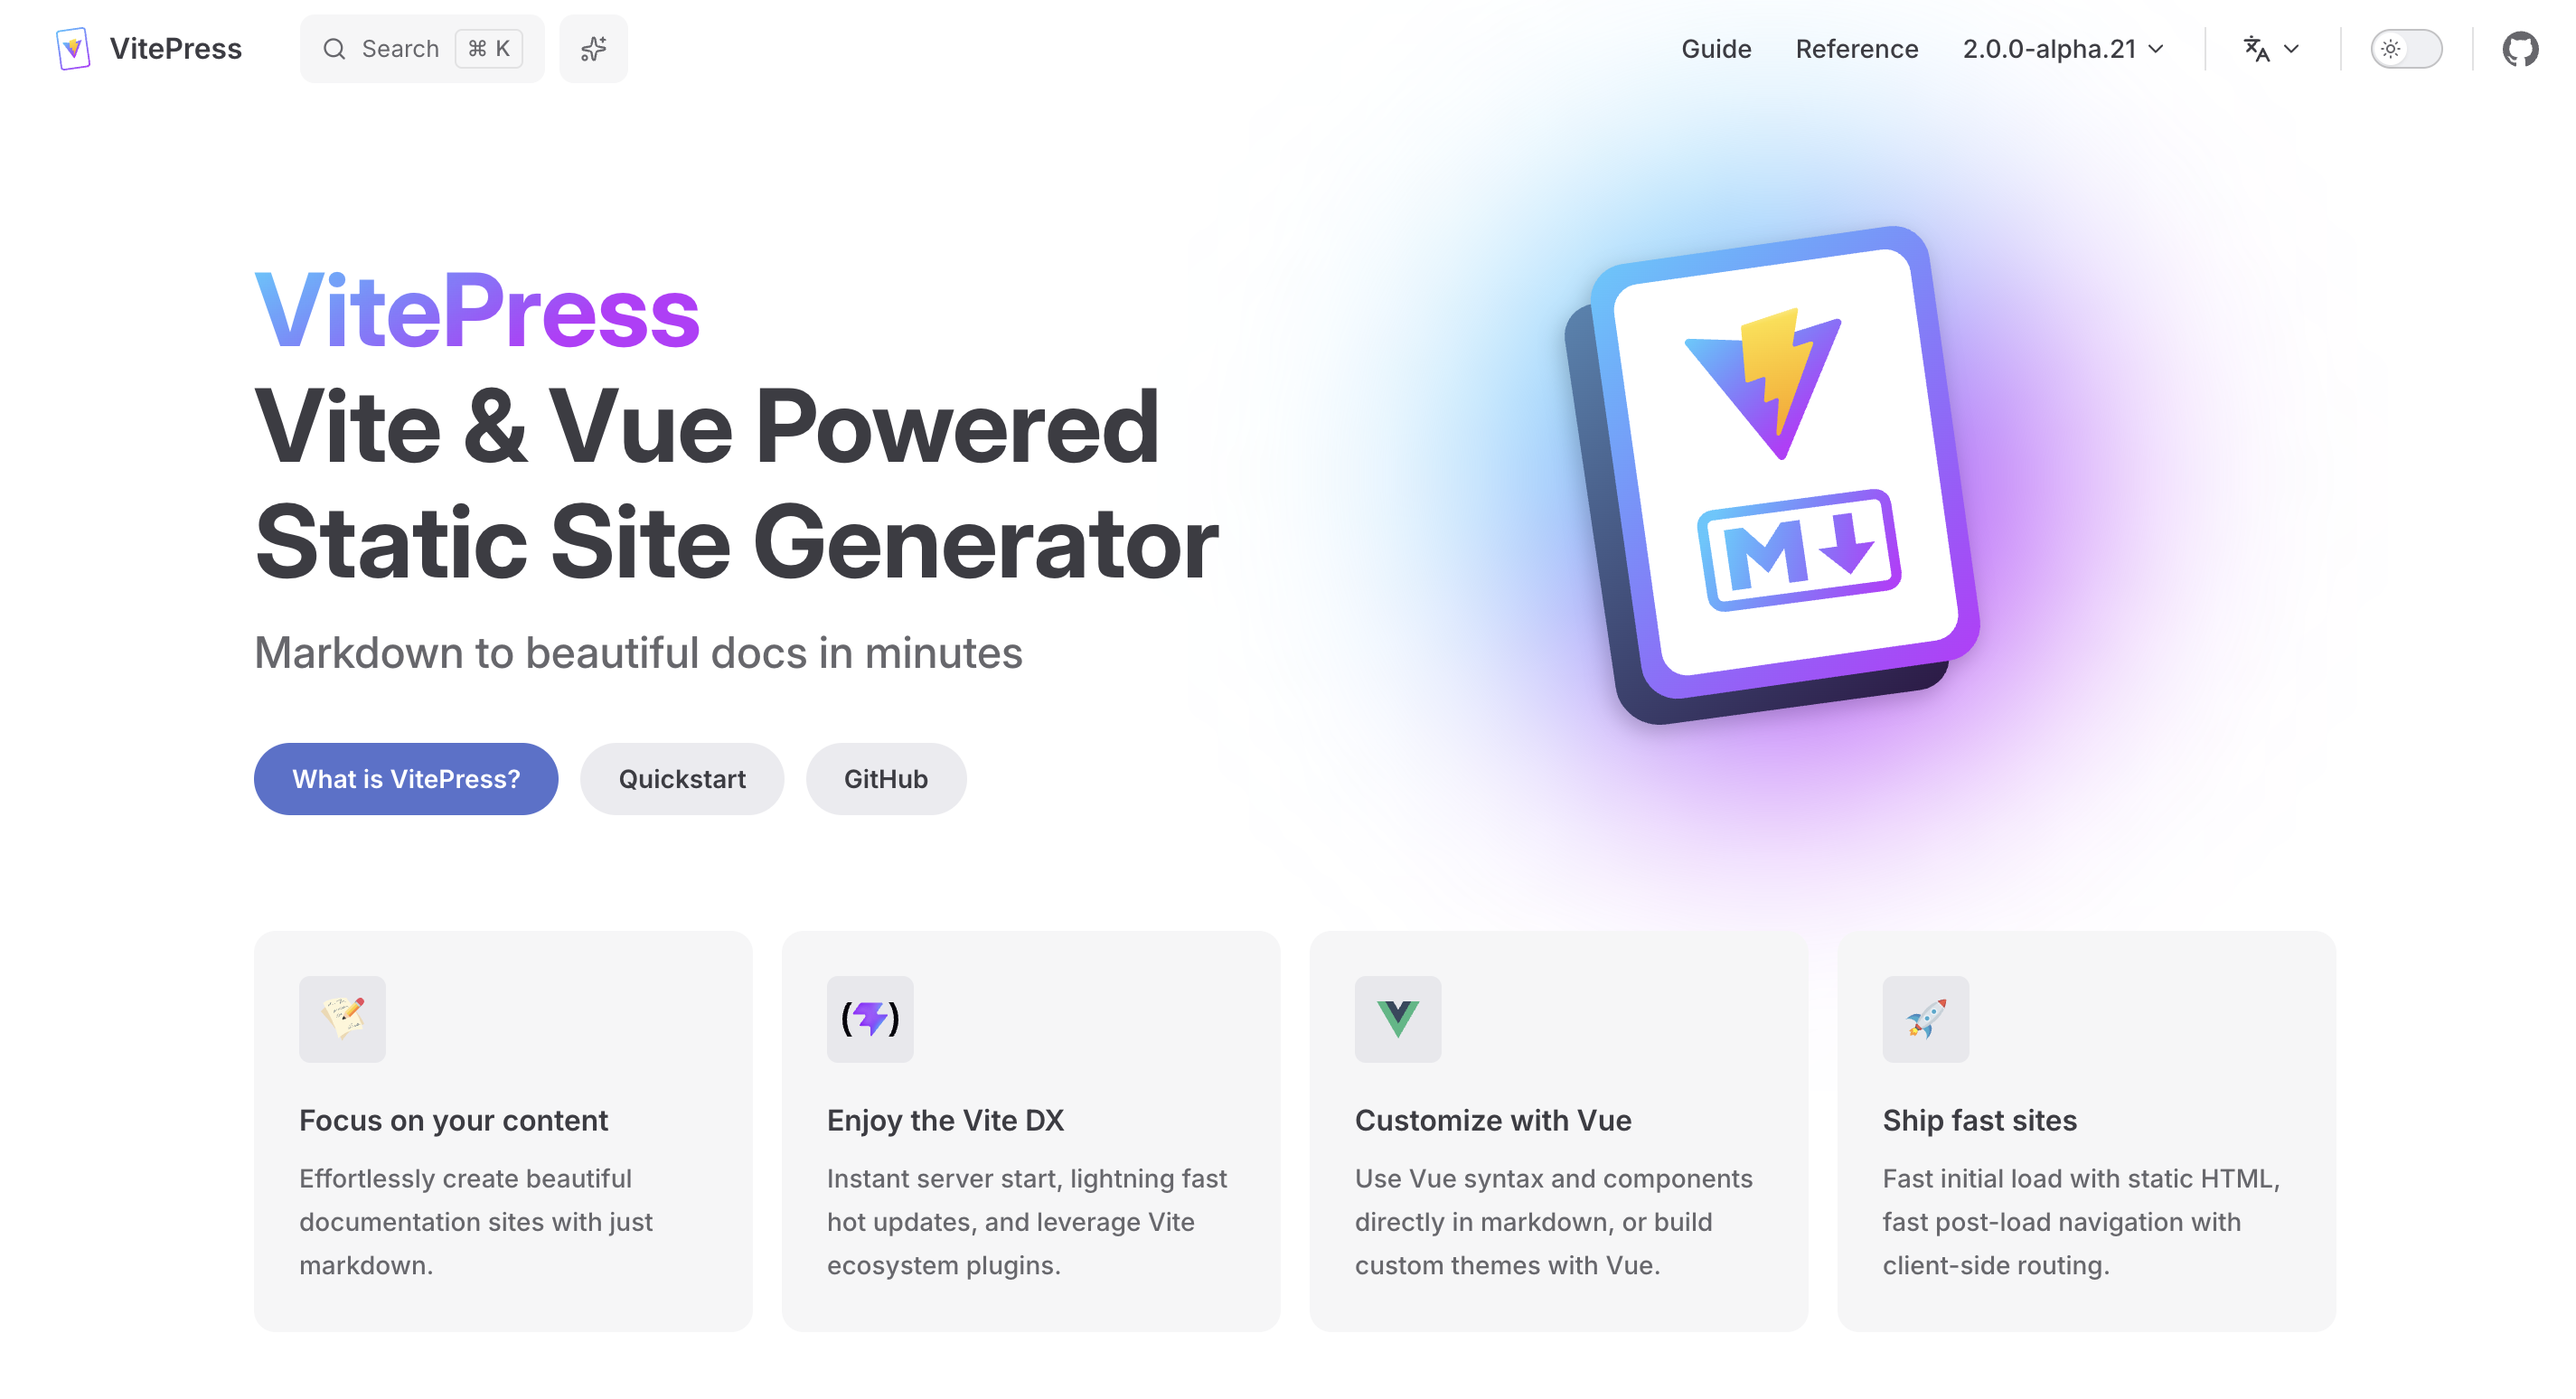 VitePress
Search ⌘ K
Guide Reference 2.0.0-alpha.21
VitePress
Vite & Vue Powered
Static Site Generator
Markdown to beautiful docs in minutes
What is VitePress? Quickstart GitHub
M
Focus on your content
Effortlessly create beautiful
documentation sites with just
markdown.
Enjoy the Vite DX
Instant server start, lightning fast
hot updates, and leverage Vite
ecosystem plugins.
Customize with Vue
Use Vue syntax and components
directly in markdown, or build
custom themes with Vue.
Ship fast sites
Fast initial load with static HTML,
fast post-load navigation with
client-side routing.